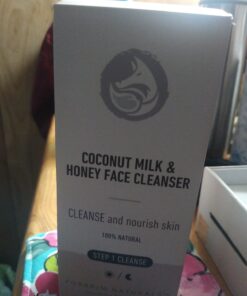 COCONUT MILK &
HONEY FACE CLEANSER
CLEANSE and nourish skin
100% NATURAL
STEP 1 CLEANSE
/